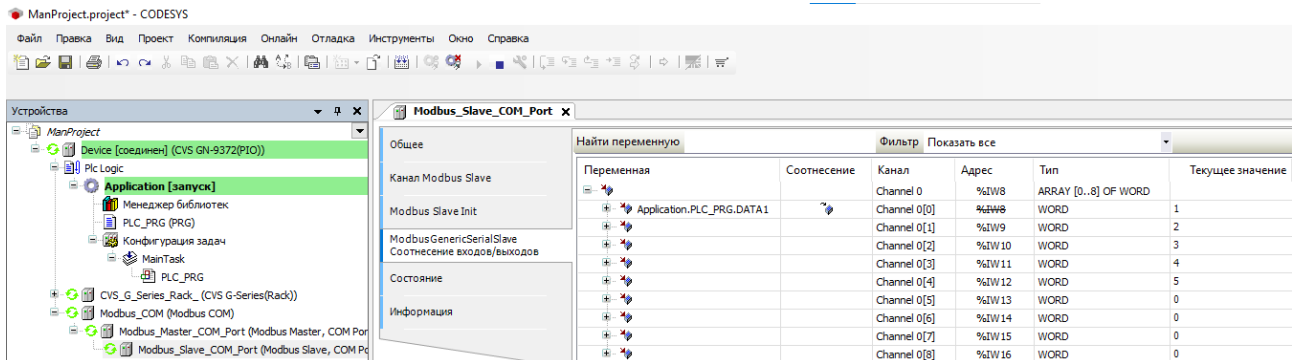 ManProject.project* - CODESYS
Файл Правка Вид Проект Компиляция Онлайн Отладка Инструменты Окно Справка
Устройства
ManProject
Device [соединен] (CVS GN-9372(PIO))
Plc Logic
Application [запуск]
Менеджер библиотек
PLC_PRG (PRG)
Конфигурация задач
MainTask
PLC_PRG
CVS_G_Series_Rack_ (CVS G-Series(Rack))
Modbus_COM (Modbus COM)
Modbus_Master_COM_Port (Modbus Master, COM Por
Modbus_Slave_COM_Port (Modbus Slave, COM Po
Modbus_Slave_COM_Port
Общее
Канал Modbus Slave
Modbus Slave Init
ModbusGenericSerialSlave
Соотнесение входов/выходов
Состояние
Информация
Найти переменную Фильтр Показать все
Переменная Соотнесение Канал Адрес Тип Текущее значение
Channel 0 %IW8 ARRAY [0..8] OF WORD
Application.PLC_PRG.DATA1 Channel 0[0] %IW8 WORD 1
Channel 0[1] %IW9 WORD 2
Channel 0[2] %IW10 WORD 3
Channel 0[3] %IW11 WORD 4
Channel 0[4] %IW12 WORD 5
Channel 0[5] %IW13 WORD 0
Channel 0[6] %IW14 WORD 0
Channel 0[7] %IW15 WORD 0
Channel 0[8] %IW16 WORD 0